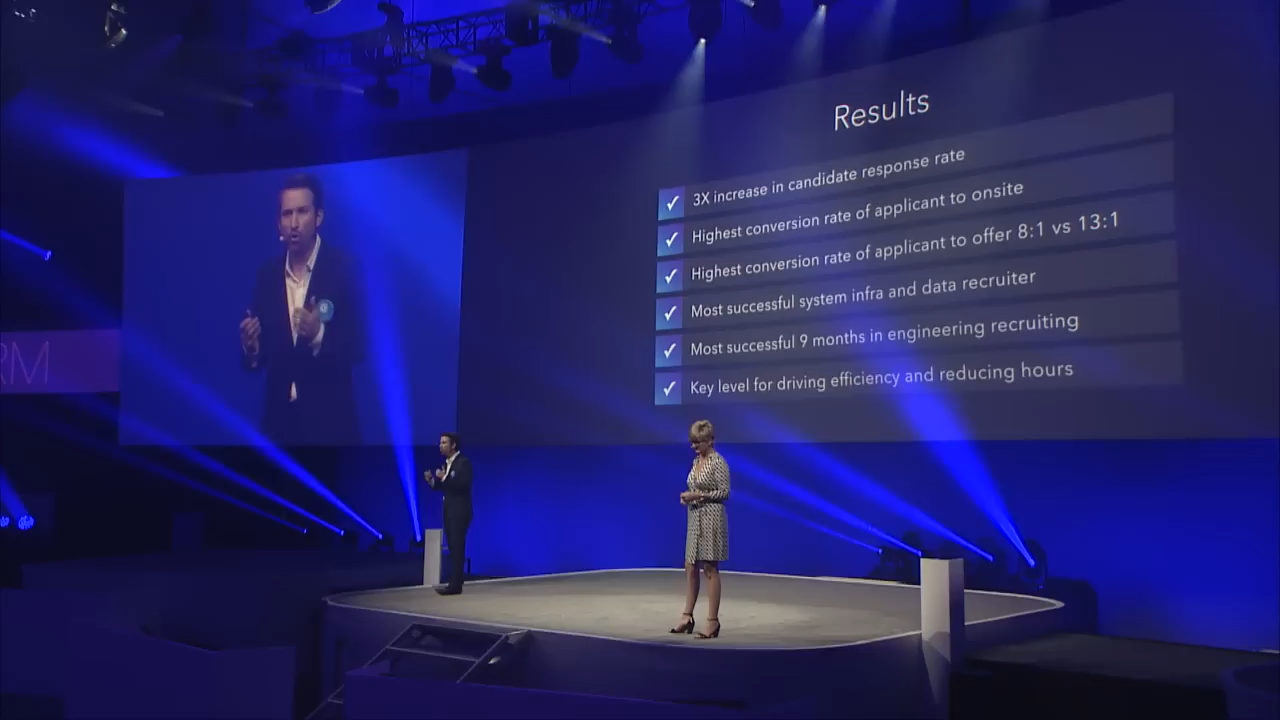 Results
✓ 3X increase in candidate response rate
✓ Highest conversion rate of applicant to onsite
✓ Highest conversion rate of applicant to offer 8:1 vs 13:1
✓ Most successful system infra and data recruiter
✓ Most successful 9 months in engineering recruiting
✓ Key level for driving efficiency and reducing hours
RM